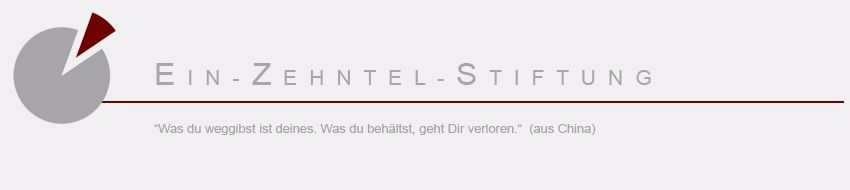 EIN-ZEHNTEL-STIFTUNG
“Was du weggibst ist deines. Was du behältst, geht Dir verloren.“ (aus China)